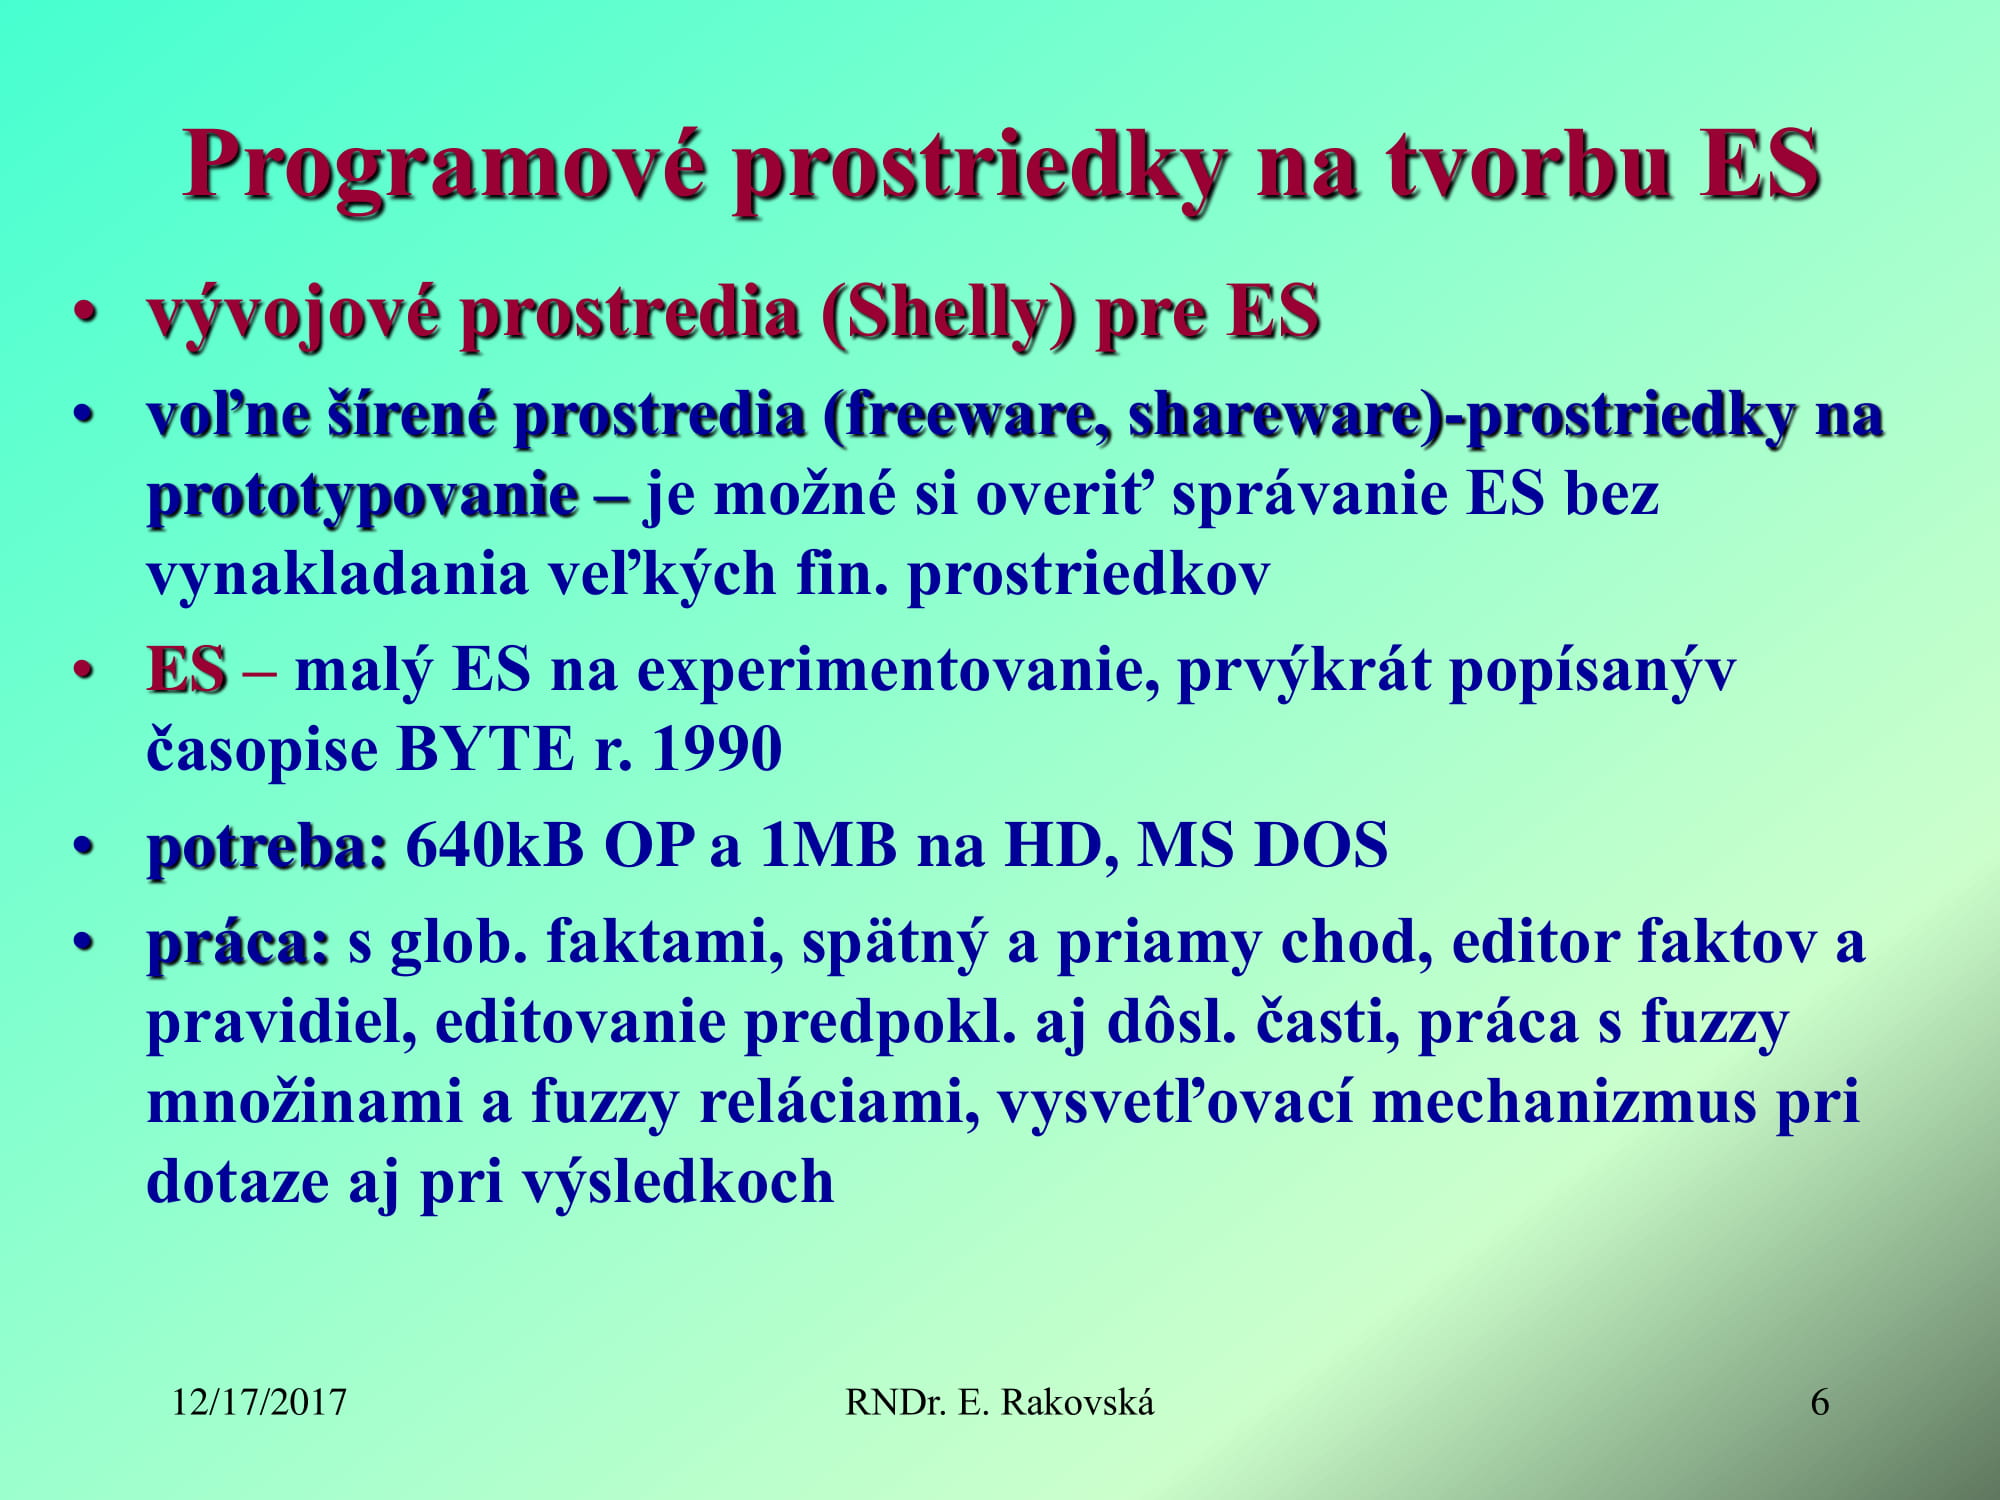 Programové prostriedky na tvorbu ES
• vývojové prostredia (Shelly) pre ES
• voľne šírené prostredia (freeware, shareware)-prostriedky na
prototypovanie – je možné si overiť správanie ES bez
vynakladania veľkých fin. prostriedkov
• ES – malý ES na experimentovanie, prvýkrát popísanýv
časopise BYTE r. 1990
• potreba: 640kB OP a 1MB na HD, MS DOS
• práca: s glob. faktami, spätný a priamy chod, editor faktov a
pravidiel, editovanie predpokl. aj dôsl. časti, práca s fuzzy
množinami a fuzzy reláciami, vysvetľovací mechanizmus pri
dotaze aj pri výsledkoch
12/17/2017
RNDr. E. Rakovská
6